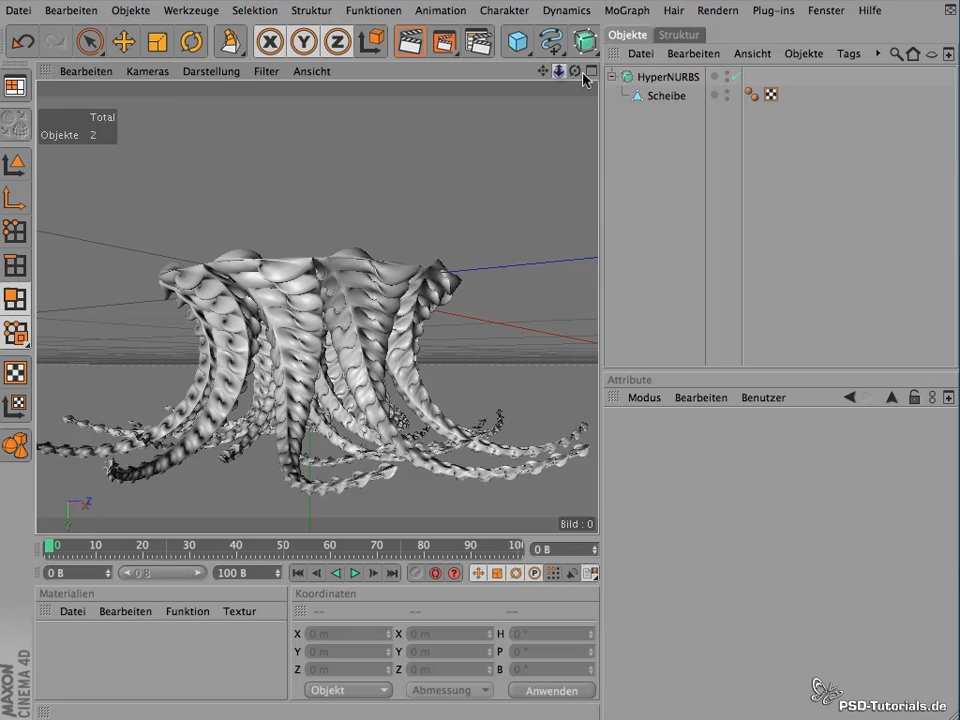 Datei Bearbeiten Objekte Werkzeuge Selektion Struktur Funktionen Animation Charakter Dynamics MoGraph Hair Rendern Plug-ins Fenster Hilfe
X Y Z
Objekte Struktur
Datei Bearbeiten Ansicht Objekte Tags
Bearbeiten Kameras Darstellung Filter Ansicht
HyperNURBS
Scheibe
Total
Objekte 2
Z
X
Y
Bild : 0
Attribute
Modus Bearbeiten Benutzer
0 10 20 30 40 50 60 70 80 90 10 0 B
0 B 0 B 100 B
Materialien
Datei Bearbeiten Funktion Textur
Koordinaten
-- -- --
X 0 m X 0 m H 0 °
Y 0 m Y 0 m P 0 °
Z 0 m Z 0 m B 0 °
Objekt Abmessung Anwenden
MAXON
CINEMA 4D
PSD-Tutorials.de